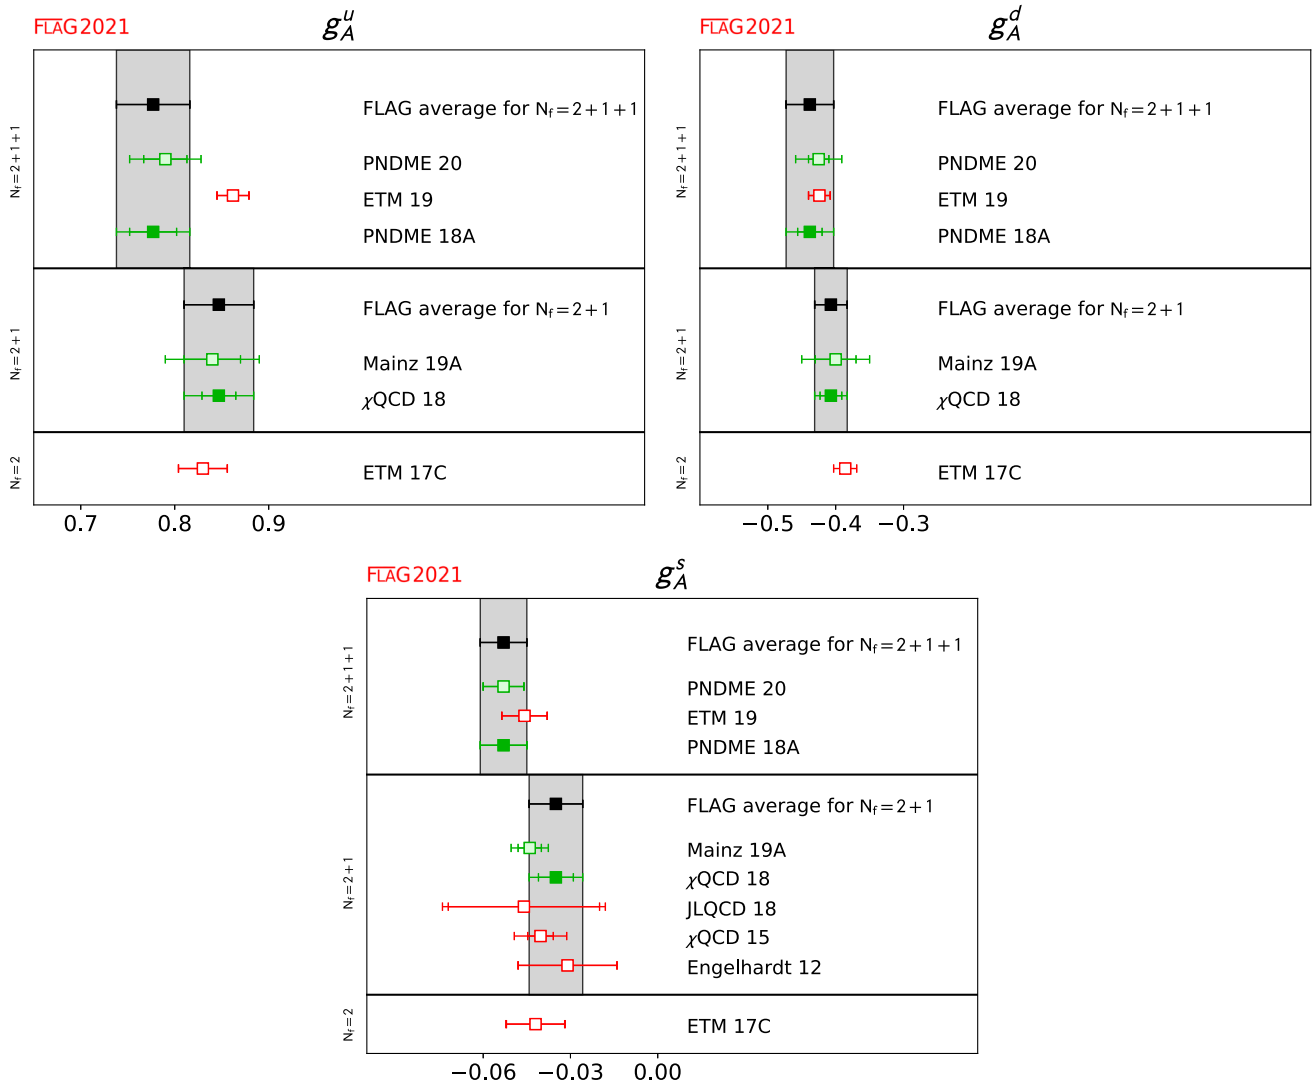 FLAG2021
g_A^u
N_f=2+1+1
FLAG average for N_f=2+1+1
PNDME 20
ETM 19
PNDME 18A
N_f=2+1
FLAG average for N_f=2+1
Mainz 19A
χQCD 18
N_f=2
ETM 17C
0.7 0.8 0.9
FLAG2021
g_A^d
N_f=2+1+1
FLAG average for N_f=2+1+1
PNDME 20
ETM 19
PNDME 18A
N_f=2+1
FLAG average for N_f=2+1
Mainz 19A
χQCD 18
N_f=2
ETM 17C
−0.5 −0.4 −0.3
FLAG2021
g_A^s
N_f=2+1+1
FLAG average for N_f=2+1+1
PNDME 20
ETM 19
PNDME 18A
N_f=2+1
FLAG average for N_f=2+1
Mainz 19A
χQCD 18
JLQCD 18
χQCD 15
Engelhardt 12
N_f=2
ETM 17C
−0.06 −0.03 0.00